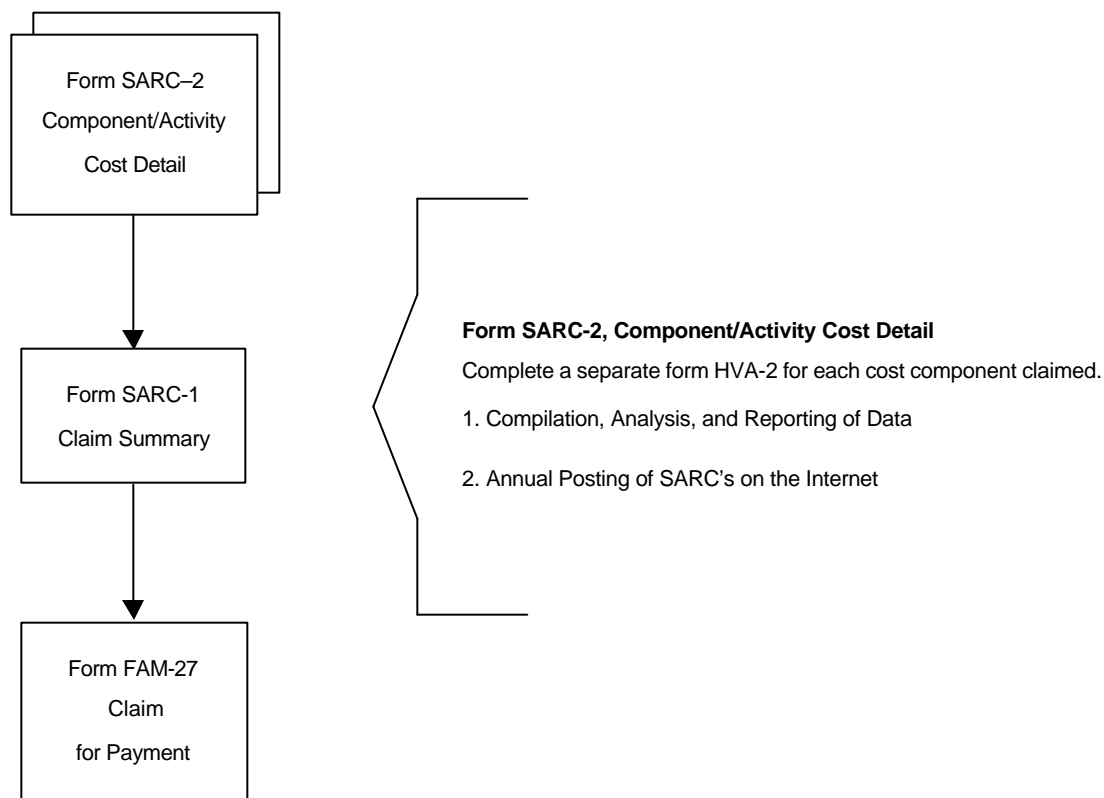 Form SARC–2
Component/Activity
Cost Detail
Form SARC-1
Claim Summary
Form FAM-27
Claim
for Payment
Form SARC-2, Component/Activity Cost Detail
Complete a separate form HVA-2 for each cost component claimed.
1. Compilation, Analysis, and Reporting of Data
2. Annual Posting of SARC’s on the Internet